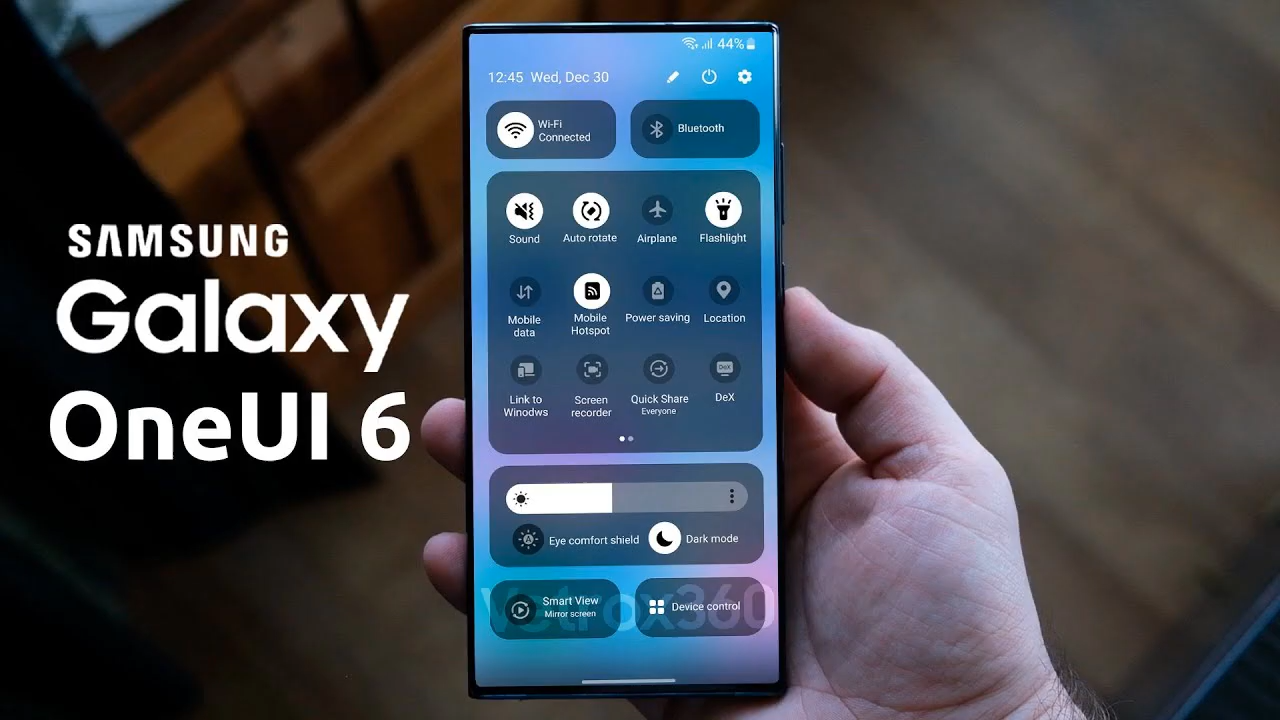 SAMSUNG
Galaxy
OneUI 6
44%
12:45 Wed, Dec 30
Wi-Fi
Connected
Bluetooth
Sound
Auto rotate
Airplane
Flashlight
Mobile
data
Mobile
Hotspot
Power saving
Location
Link to
Winodws
Screen
recorder
Quick Share
Everyone
DeX
DeX
A
Eye comfort shield
Dark mode
Smart View
Mirror screen
Device control
Vetrox360